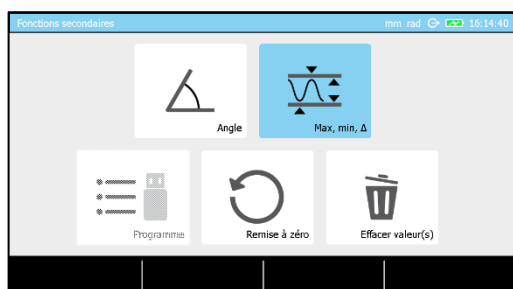 Fonctions secondaires mm rad 16:14:40
Angle Max, min, Δ
Programme Remise à zéro Effacer valeur(s)